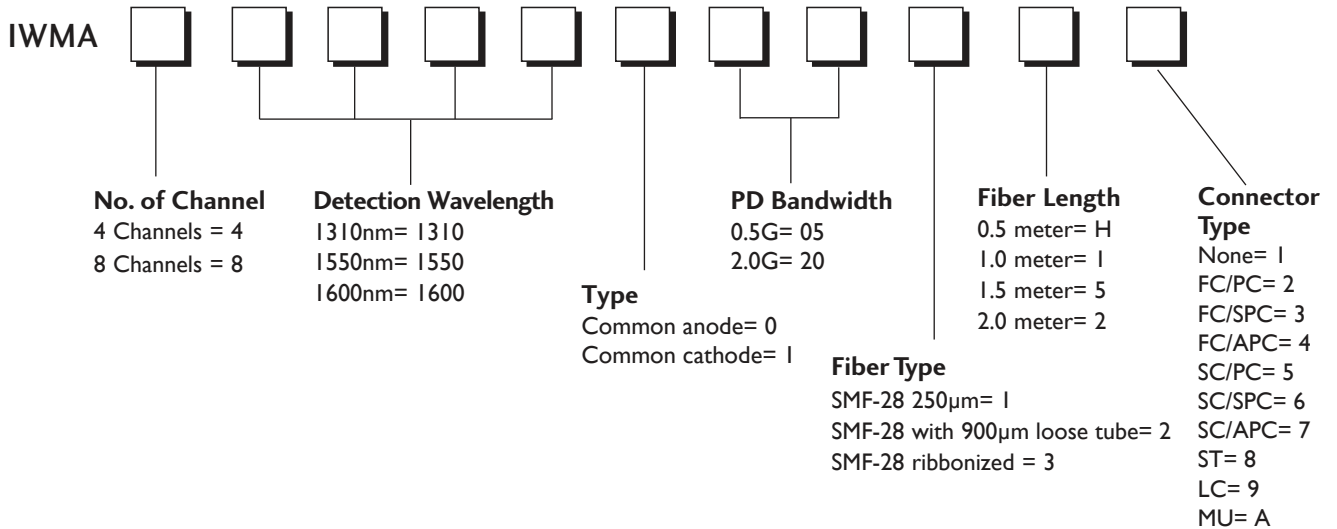 IWMA
No. of Channel
4 Channels = 4
8 Channels = 8
Detection Wavelength
1310nm= 1310
1550nm= 1550
1600nm= 1600
Type
Common anode= 0
Common cathode= 1
PD Bandwidth
0.5G= 05
2.0G= 20
Fiber Type
SMF-28 250µm= 1
SMF-28 with 900µm loose tube= 2
SMF-28 ribbonized = 3
Fiber Length
0.5 meter= H
1.0 meter= 1
1.5 meter= 5
2.0 meter= 2
Connector
Type
None= 1
FC/PC= 2
FC/SPC= 3
FC/APC= 4
SC/PC= 5
SC/SPC= 6
SC/APC= 7
ST= 8
LC= 9
MU= A